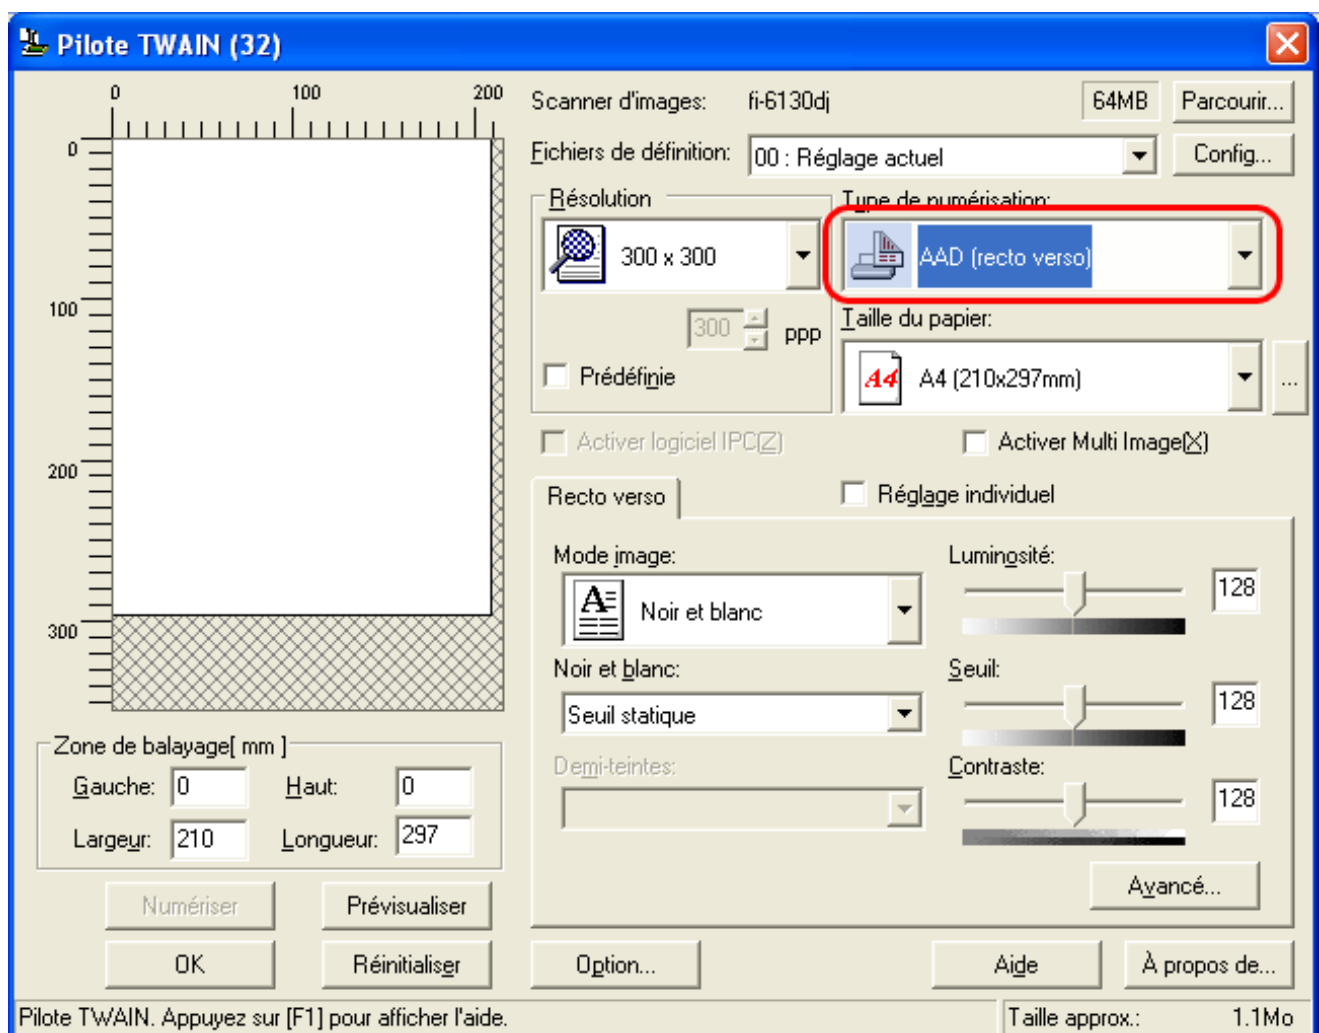 Pilote TWAIN (32)
0 100 200
0
100
200
300
Scanner d'images: fi-6130dj 64MB Parcourir...
Fichiers de définition: 00 : Réglage actuel Config...
Résolution
300 x 300
300 ppp
Prédéfinie
Type de numérisation:
AAD (recto verso)
Taille du papier:
A4 A4 (210x297mm) ...
Activer logiciel IPC(Z) Activer Multi Image(X)
Recto verso Réglage individuel
Mode image:
A Noir et blanc
Noir et blanc:
Seuil statique
Demi-teintes:
Luminosité:
128
Seuil:
128
Contraste:
128
Avancé...
Zone de balayage[ mm ]
Gauche: 0 Haut: 0
Largeur: 210 Longueur: 297
Numériser Prévisualiser
OK Réinitialiser Option... Aide À propos de...
Pilote TWAIN. Appuyez sur [F1] pour afficher l'aide. Taille approx.: 1.1Mo